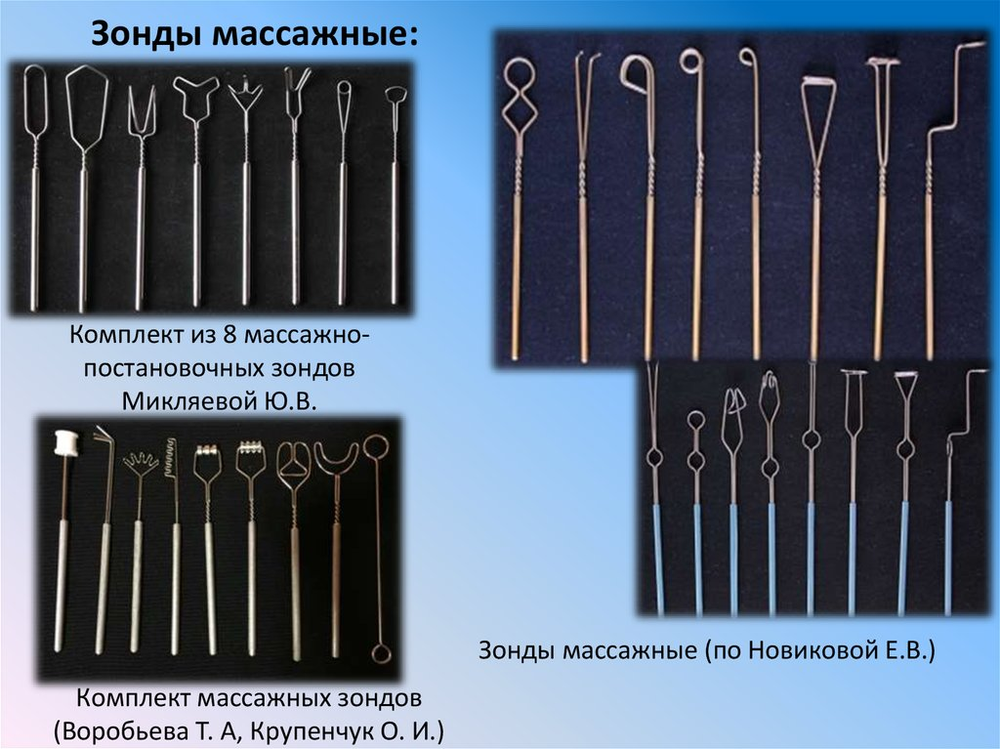 Зонды массажные:
Комплект из 8 массажно-
постановочных зондов
Микляевой Ю.В.
Зонды массажные (по Новиковой Е.В.)
Комплект массажных зондов
(Воробьева Т. А, Крупенчук О. И.)